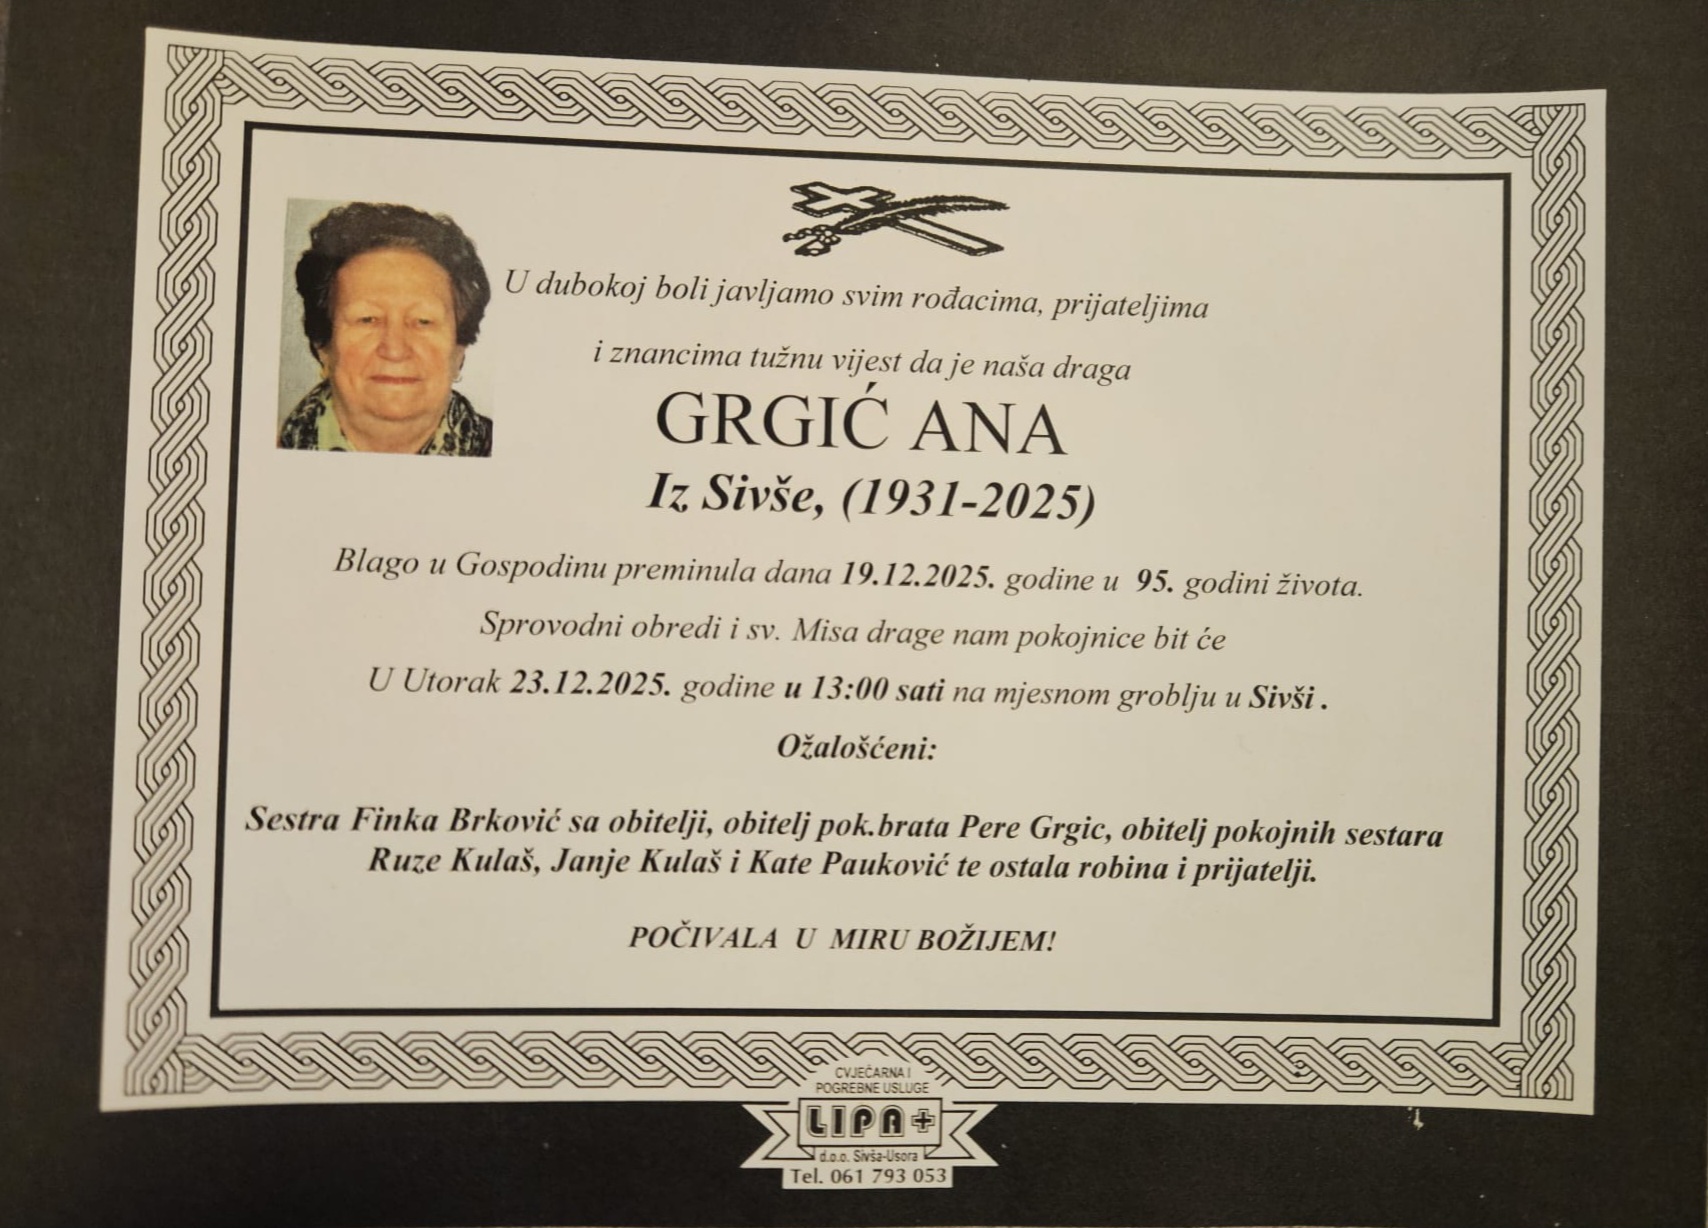 U dubokoj boli javljamo svim rođacima, prijateljima
i znancima tužnu vijest da je naša draga
GRGIĆ ANA
Iz Sivše, (1931-2025)
Blago u Gospodinu preminula dana 19.12.2025. godine u 95. godini života.
Sprovodni obredi i sv. Misa drage nam pokojnice bit će
U Utorak 23.12.2025. godine u 13:00 sati na mjesnom groblju u Sivši .
Ožalošćeni:
Sestra Finka Brković sa obitelji, obitelj pok.brata Pere Grgic, obitelj pokojnih sestara
Ruze Kulaš, Janje Kulaš i Kate Pauković te ostala robina i prijatelji.
POČIVALA U MIRU BOŽIJEM!
CVJEĆARNA I
POGREBNE USLUGE
LIPA+
d.o.o. Sivša-Usora
Tel. 061 793 053